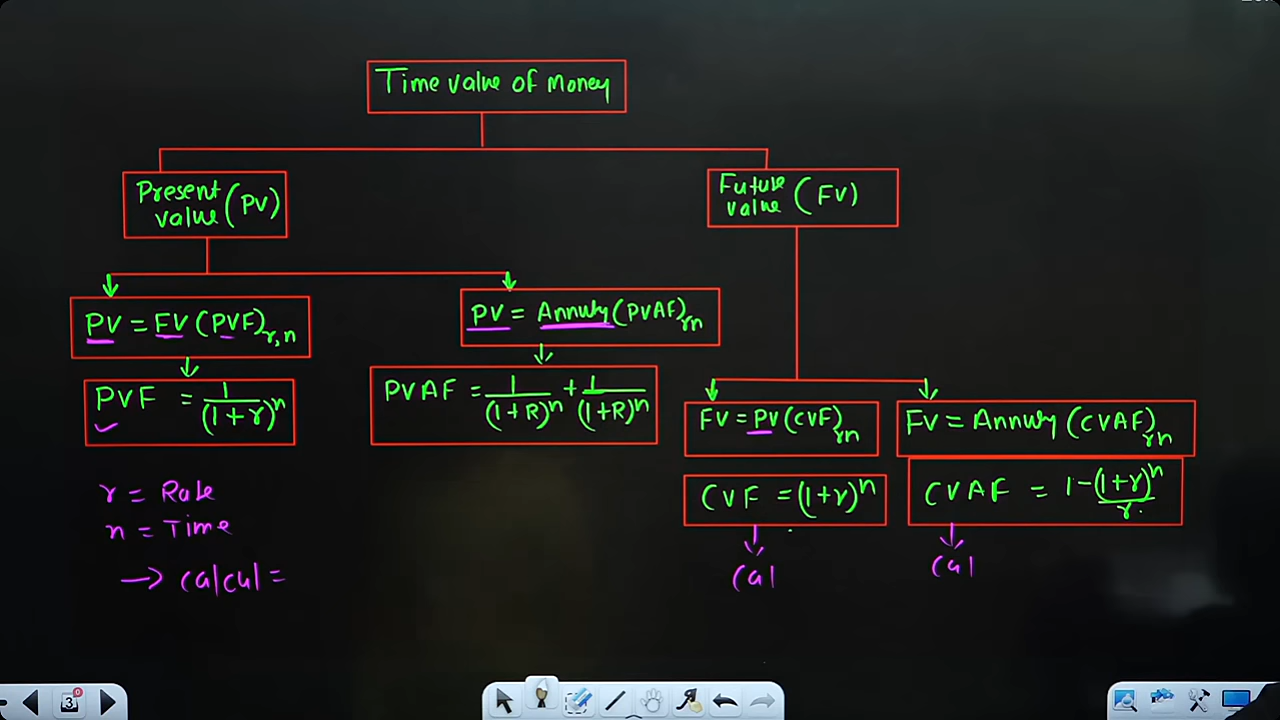 Time value of Money
Present value (PV)
Future value (FV)
PV = FV (PVF)r,n
PV = Annuity (PVAF)rn
PVF = 1/(1+r)^n
PVAF = 1/(1+R)^n + 1/(1+R)^n
FV = PV (CVF)rn
FV = Annuity (CVAF)rn
CVF = (1+r)^n
CVAF = 1-(1+r)^n/r
r = Rate
n = Time
→ Calcul =
Cal
Cal
3
0